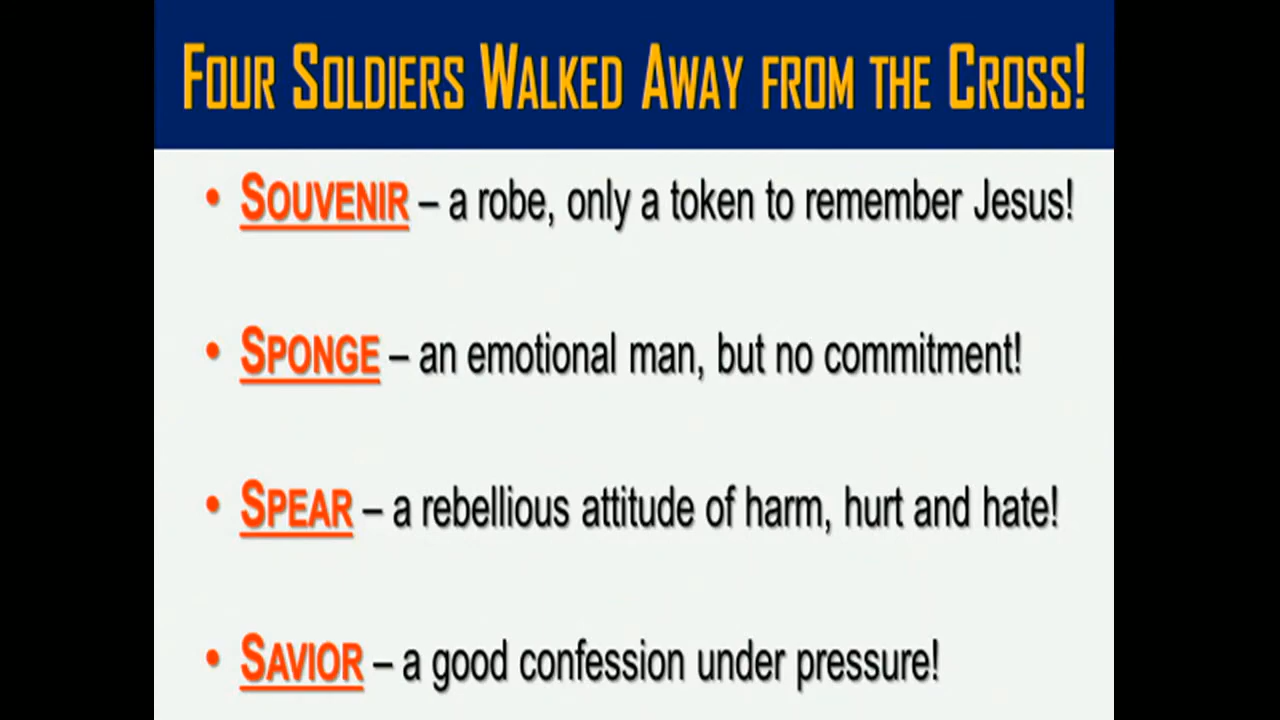 FOUR SOLDIERS WALKED AWAY FROM THE CROSS!
• SOUVENIR – a robe, only a token to remember Jesus!
• SPONGE – an emotional man, but no commitment!
• SPEAR – a rebellious attitude of harm, hurt and hate!
• SAVIOR – a good confession under pressure!